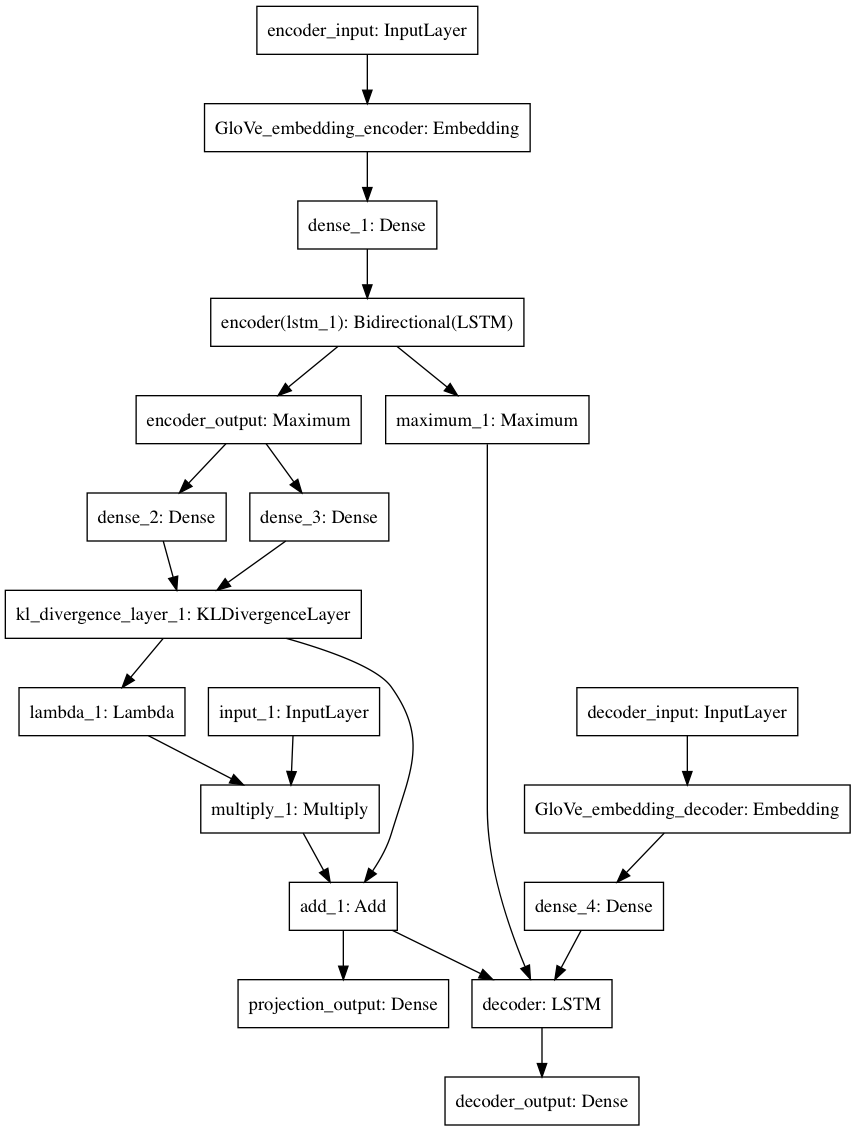 encoder_input: InputLayer
GloVe_embedding_encoder: Embedding
dense_1: Dense
encoder(lstm_1): Bidirectional(LSTM)
encoder_output: Maximum
maximum_1: Maximum
dense_2: Dense
dense_3: Dense
kl_divergence_layer_1: KLDivergenceLayer
lambda_1: Lambda
input_1: InputLayer
decoder_input: InputLayer
multiply_1: Multiply
GloVe_embedding_decoder: Embedding
add_1: Add
dense_4: Dense
projection_output: Dense
decoder: LSTM
decoder_output: Dense